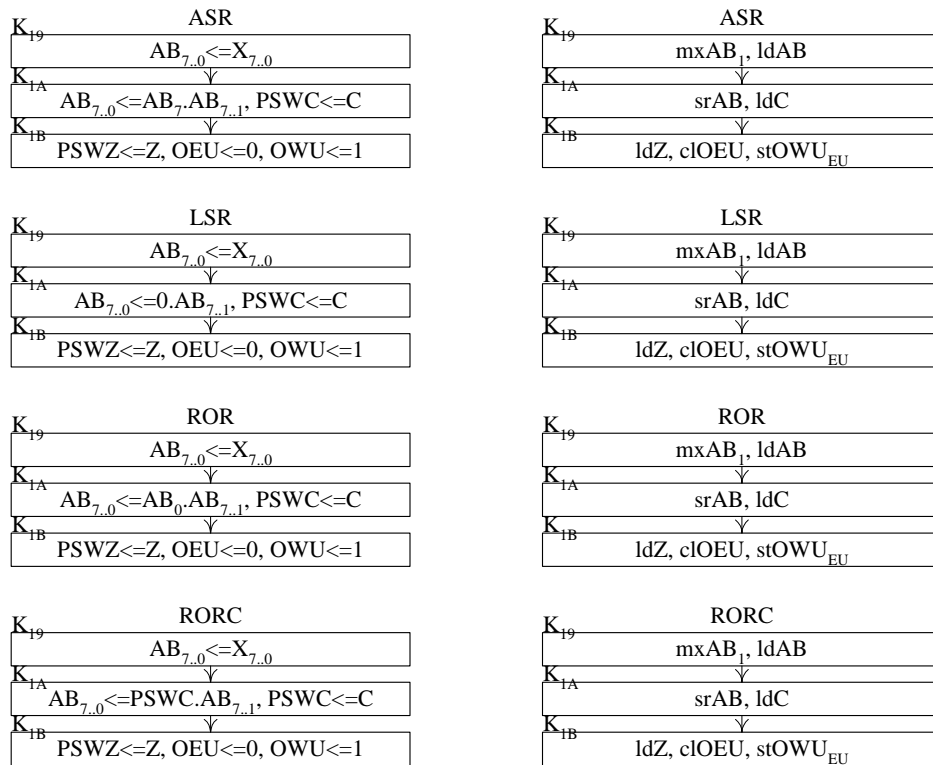 ASR
K₁₉
AB₇..₀<=X₇..₀
K₁A
AB₇..₀<=AB₇.AB₇..₁, PSWC<=C
K₁B
PSWZ<=Z, OEU<=0, OWU<=1
ASR
K₁₉
mxAB₁, ldAB
K₁A
srAB, ldC
K₁B
ldZ, clOEU, stOWU_EU
LSR
K₁₉
AB₇..₀<=X₇..₀
K₁A
AB₇..₀<=0.AB₇..₁, PSWC<=C
K₁B
PSWZ<=Z, OEU<=0, OWU<=1
LSR
K₁₉
mxAB₁, ldAB
K₁A
srAB, ldC
K₁B
ldZ, clOEU, stOWU_EU
ROR
K₁₉
AB₇..₀<=X₇..₀
K₁A
AB₇..₀<=AB₀.AB₇..₁, PSWC<=C
K₁B
PSWZ<=Z, OEU<=0, OWU<=1
ROR
K₁₉
mxAB₁, ldAB
K₁A
srAB, ldC
K₁B
ldZ, clOEU, stOWU_EU
RORC
K₁₉
AB₇..₀<=X₇..₀
K₁A
AB₇..₀<=PSWC.AB₇..₁, PSWC<=C
K₁B
PSWZ<=Z, OEU<=0, OWU<=1
RORC
K₁₉
mxAB₁, ldAB
K₁A
srAB, ldC
K₁B
ldZ, clOEU, stOWU_EU